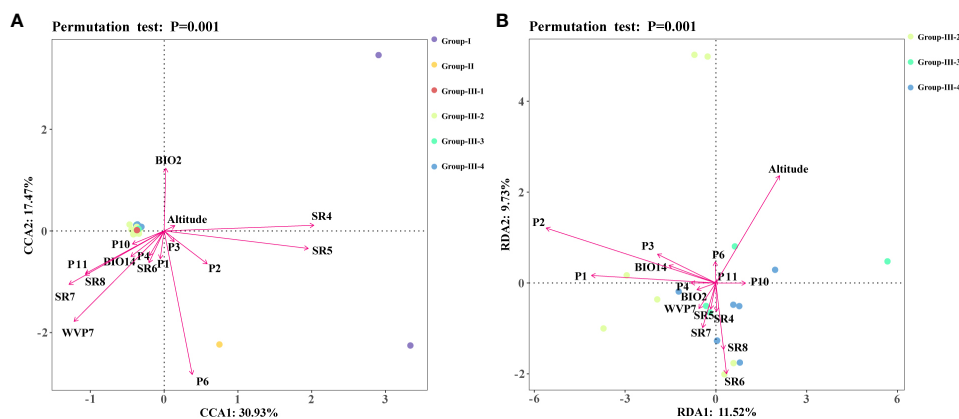 A
Permutation test: P=0.001
Group-I
Group-II
Group-III-1
Group-III-2
Group-III-3
Group-III-4
CCA2: 17.47%
2
0
-2
BIO2
Altitude
SR4
SR5
P3
P2
P10
P4
P1
BIO14
SR6
P11
SR8
SR7
WVP7
P6
-1
0
1
2
3
CCA1: 30.93%
B
Permutation test: P=0.001
Group-III-2
Group-III-3
Group-III-4
RDA2: 9.73%
4
2
0
-2
Altitude
P2
P3
P6
BIO14
P1
P11
P10
P4
BIO2
WVP7
SR5
SR4
SR7
SR8
SR6
-6
-3
0
3
6
RDA1: 11.52%